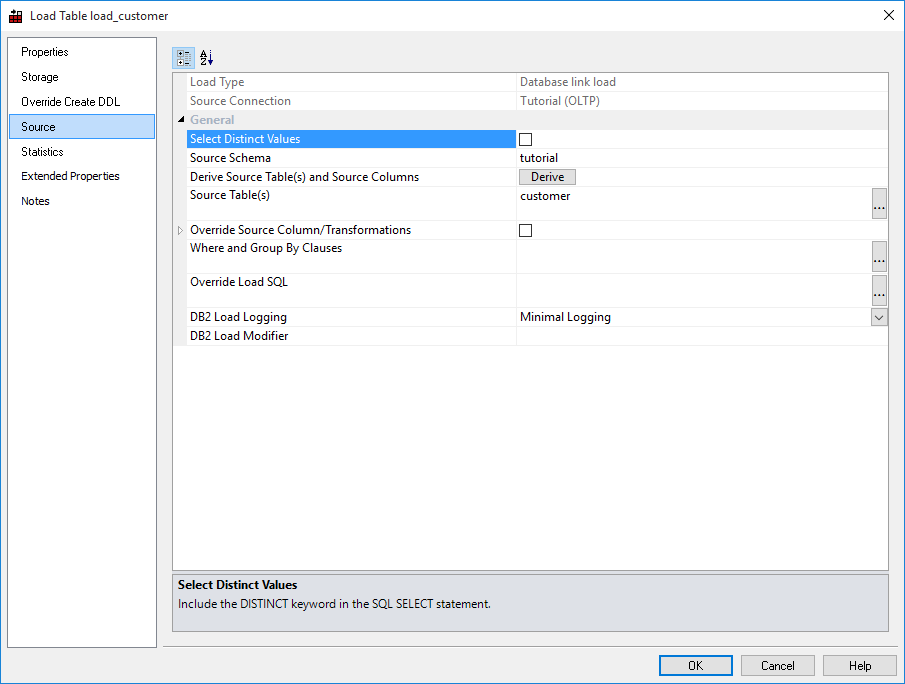 Load Table load_customer
Properties
Storage
Override Create DDL
Source
Statistics
Extended Properties
Notes
Load Type Database link load
Source Connection Tutorial (OLTP)
General
Select Distinct Values
Source Schema tutorial
Derive Source Table(s) and Source Columns Derive
Source Table(s) customer
...
Override Source Column/Transformations
Where and Group By Clauses
...
Override Load SQL
...
DB2 Load Logging Minimal Logging
DB2 Load Modifier
Select Distinct Values
Include the DISTINCT keyword in the SQL SELECT statement.
OK Cancel Help